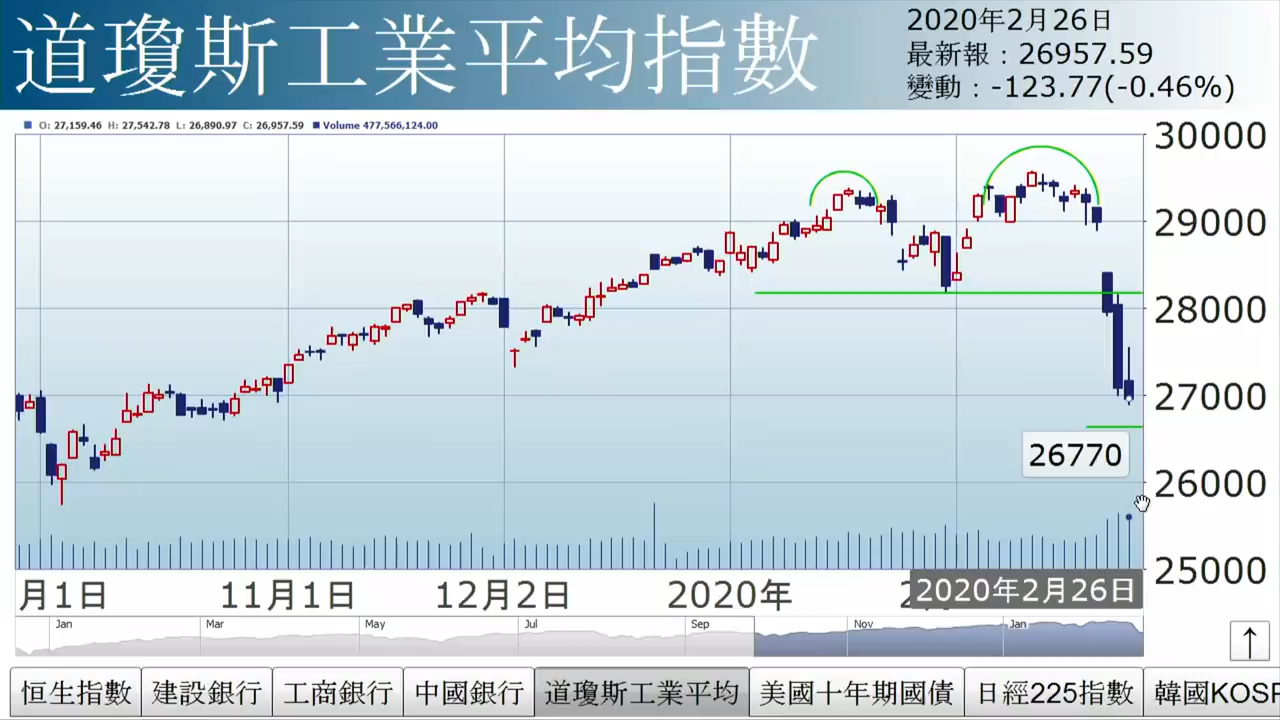 道瓊斯工業平均指數
2020年2月26日
最新報：26957.59
變動：-123.77(-0.46%)
O: 27,159.46 H: 27,542.78 L: 26,890.97 C: 26,957.59 Volume 477,566,124.00
30000
29000
28000
27000
26770
26000
25000
月1日 11月1日 12月2日 2020年 2020年2月26日
Jan Mar May Jul Sep Nov Jan
↑
恒生指數 建設銀行 工商銀行 中國銀行 道瓊斯工業平均 美國十年期國債 日經225指數 韓國KOSP